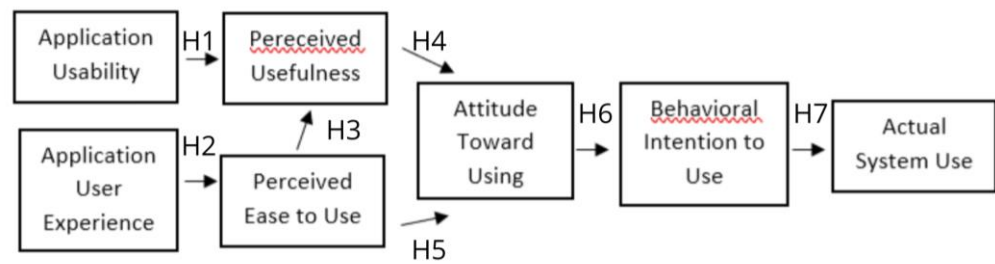 Application
Usability
H1
Pereceived
Usefulness
H4
Application
User
Experience
H2
H3
Perceived
Ease to Use
H5
Attitude
Toward
Using
H6
Behavioral
Intention to
Use
H7
Actual
System Use